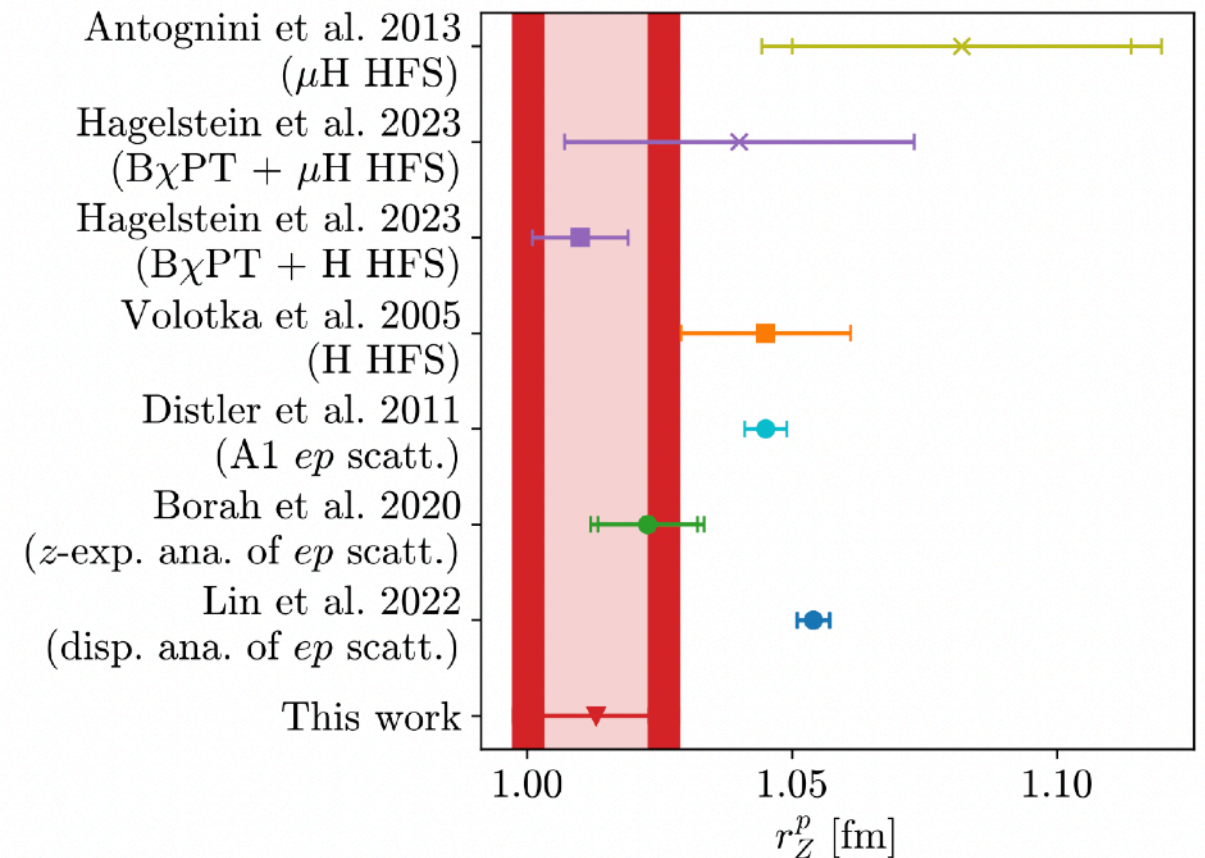 Antognini et al. 2013
(μH HFS)
Hagelstein et al. 2023
(BχPT + μH HFS)
Hagelstein et al. 2023
(BχPT + H HFS)
Volotka et al. 2005
(H HFS)
Distler et al. 2011
(A1 ep scatt.)
Borah et al. 2020
(z-exp. ana. of ep scatt.)
Lin et al. 2022
(disp. ana. of ep scatt.)
This work
1.00 1.05 1.10
r_Z^p [fm]